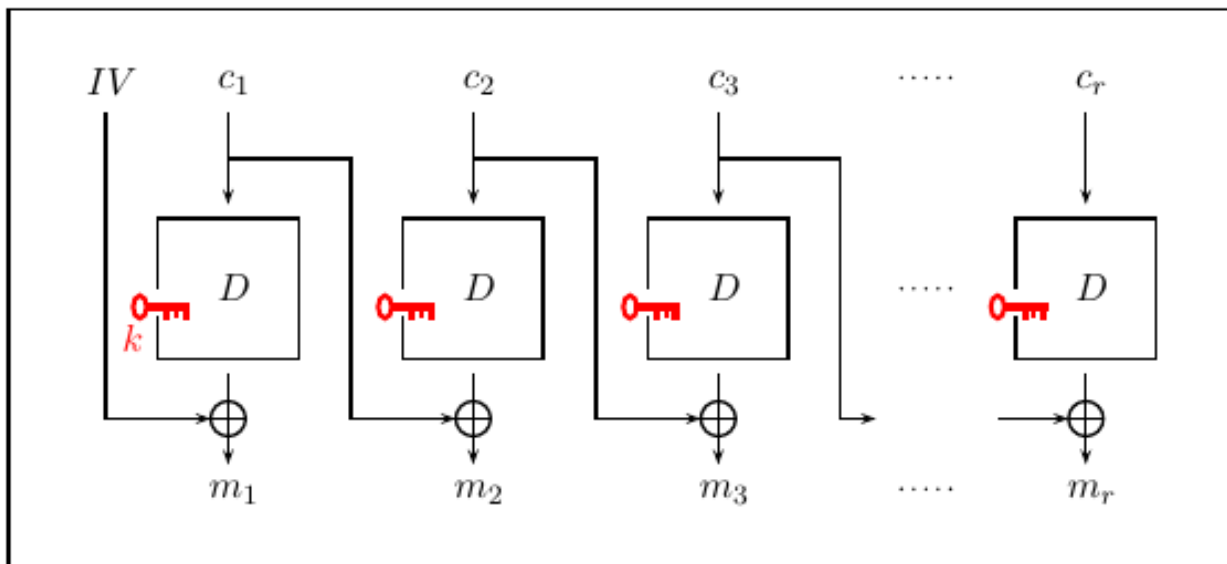 IV c₁ c₂ c₃ ..... cᵣ
D D D ..... D
k
m₁ m₂ m₃ ..... mᵣ